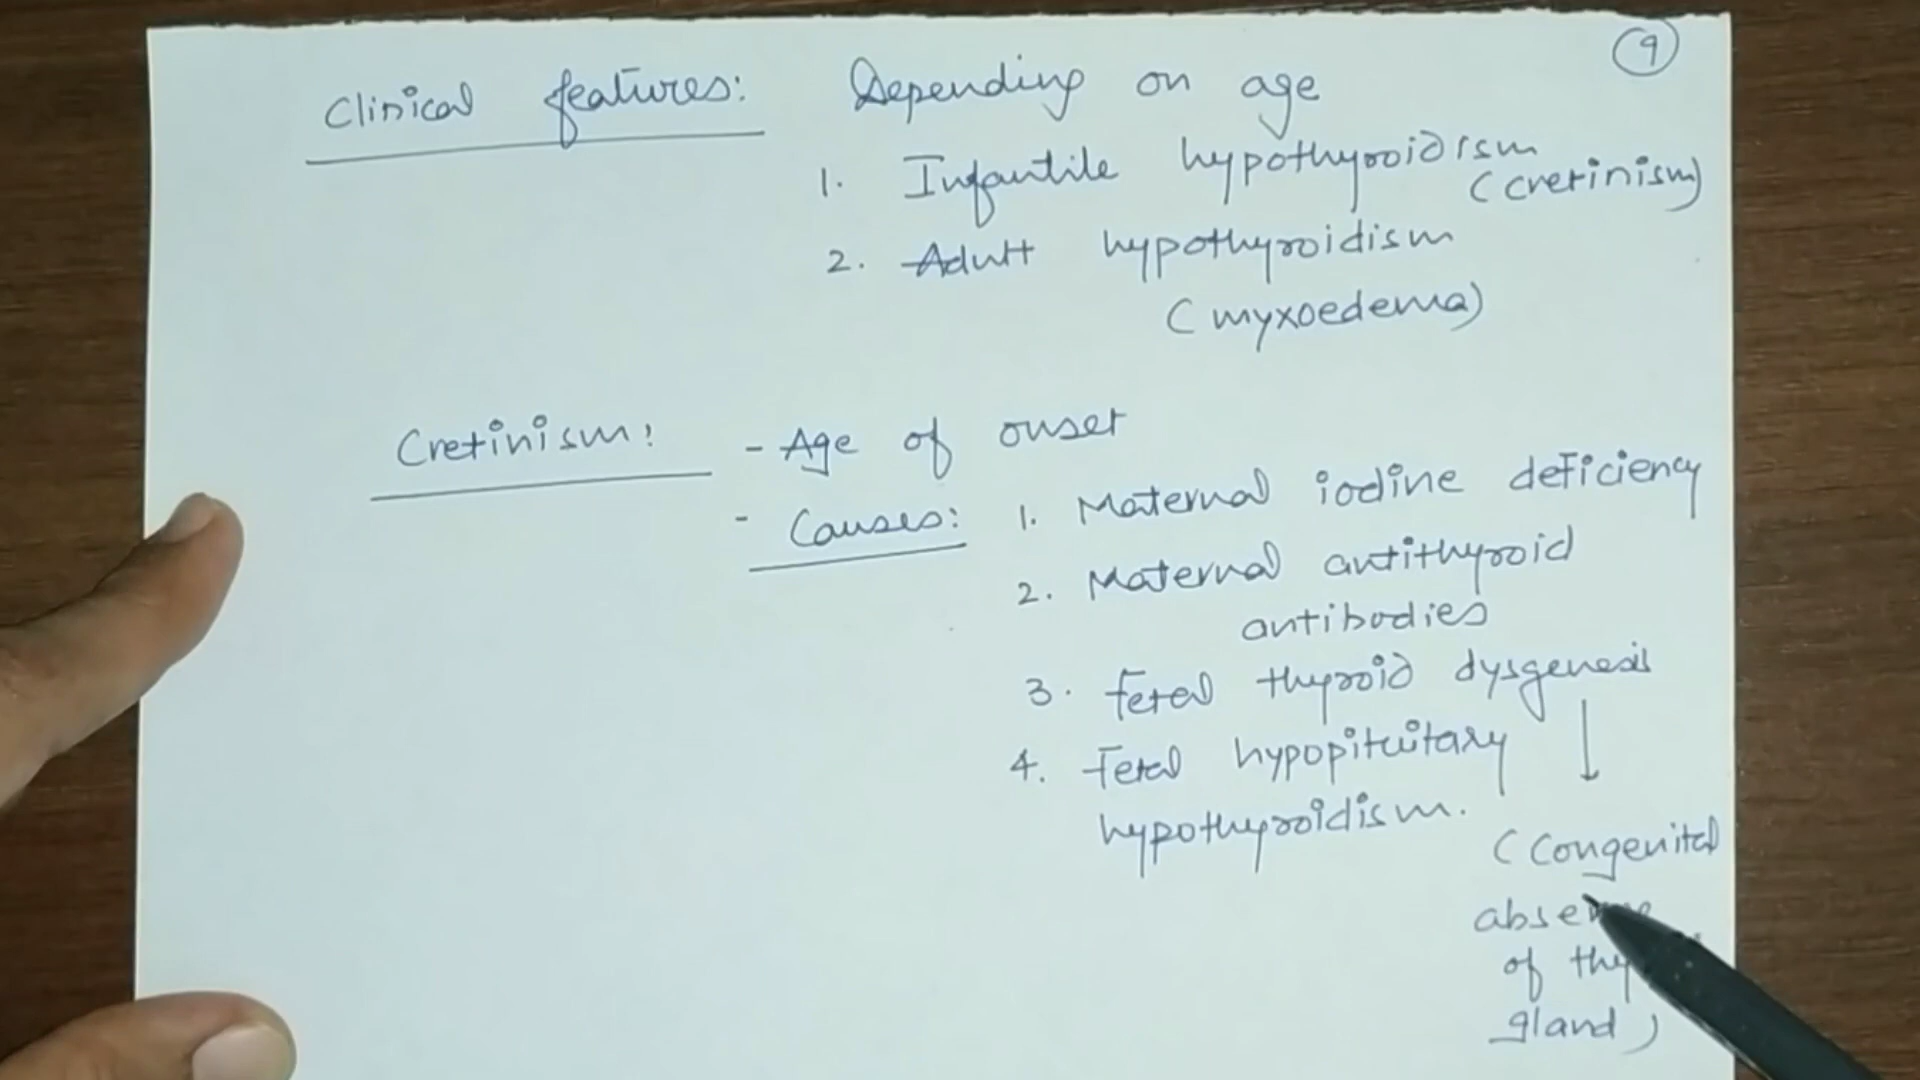 9
Clinical features: Depending on age
1. Infantile hypothyroidism
(cretinism)
2. Adult hypothyroidism
(myxoedema)
Cretinism: - Age of onset
- Causes: 1. Maternal iodine deficiency
2. Maternal antithyroid
antibodies
3. Fetal thyroid dysgenesis
4. Fetal hypopituitary
hypothyroidism.
(Congenital
of
gland)